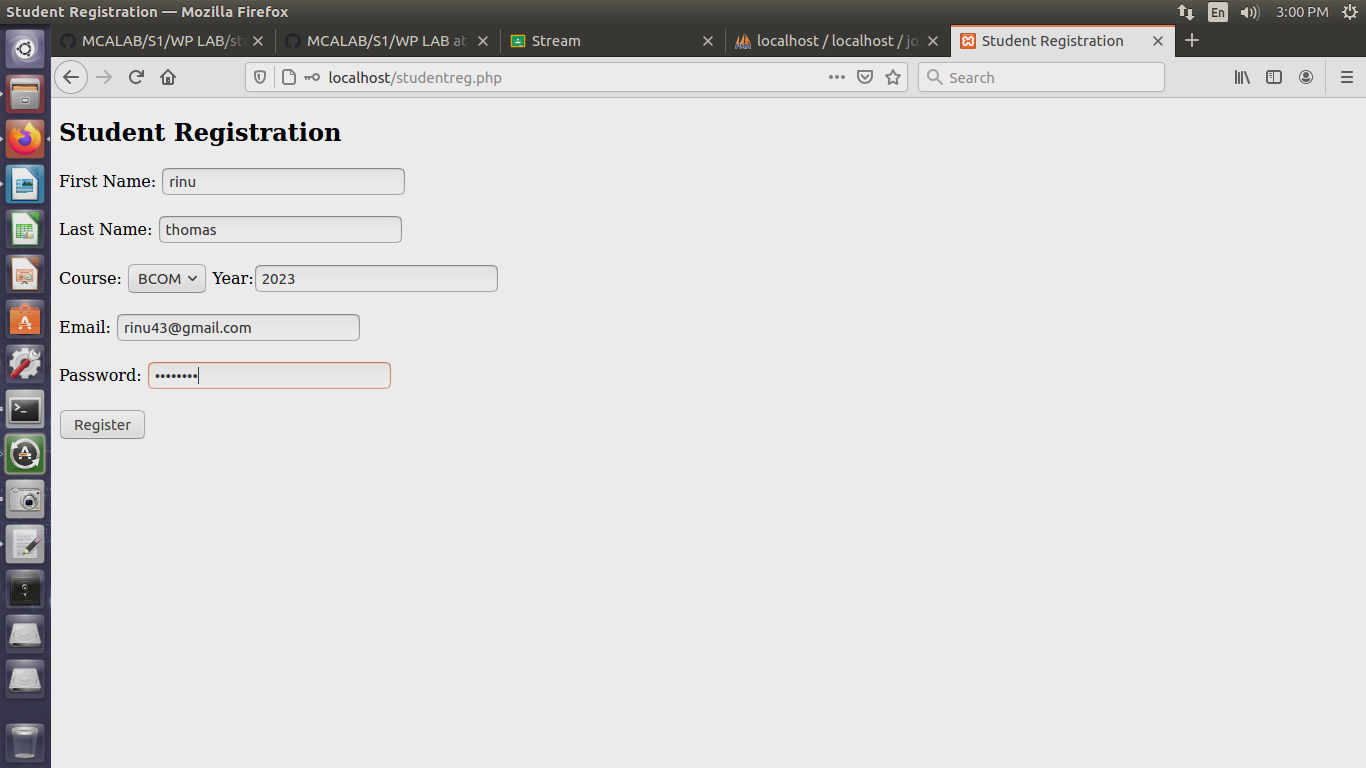 Student Registration — Mozilla Firefox
En
3:00 PM
MCALAB/S1/WP LAB/st
MCALAB/S1/WP LAB at
Stream
localhost / localhost / jo
Student Registration
localhost/studentreg.php
Search
Student Registration
First Name: rinu
Last Name: thomas
Course: BCOM Year: 2023
Email: rinu43@gmail.com
Password: ••••••••
Register